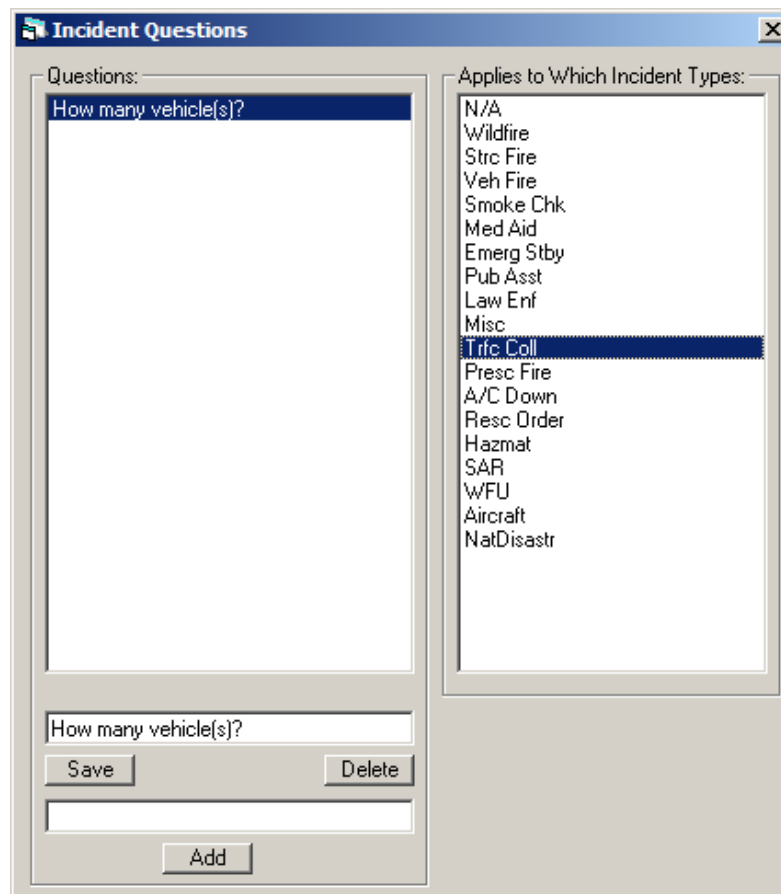 Incident Questions
Questions:
How many vehicle(s)?
How many vehicle(s)?
Save
Delete
Add
Applies to Which Incident Types:
N/A
Wildfire
Strc Fire
Veh Fire
Smoke Chk
Med Aid
Emerg Stby
Pub Asst
Law Enf
Misc
Trfc Coll
Presc Fire
A/C Down
Resc Order
Hazmat
SAR
WFU
Aircraft
NatDisastr